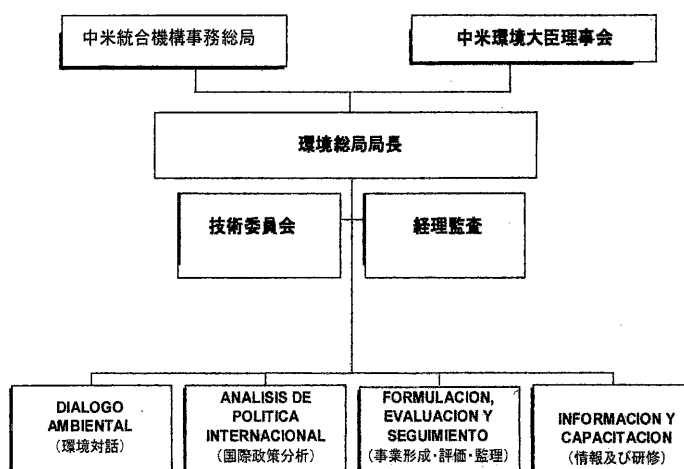 中米統合機構事務総局
中米環境大臣理事会
環境総局局長
技術委員会
経理監査
DIALOGO
AMBIENTAL
(環境対話)
ANALISIS DE
POLITICA
INTERNACIONAL
(国際政策分析)
FORMULACION,
EVALUACION Y
SEGUIMIENTO
(事業形成・評価・監理)
INFORMACION Y
CAPACITACION
(情報及び研修)